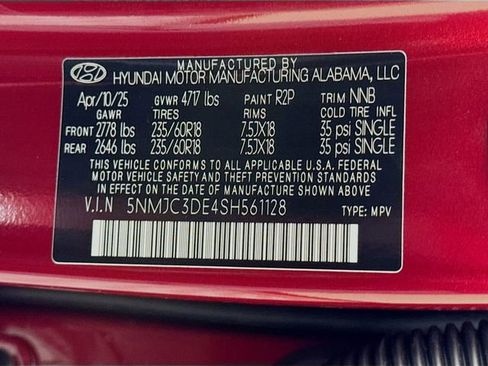 MANUFACTURED BY
HYUNDAI MOTOR MANUFACTURING ALABAMA, LLC
Apr/10/25 GVWR 4717 lbs PAINT R2P TRIM NNB
GAWR TIRES RIMS COLD TIRE INFL
FRONT 2778 lbs 235/60R18 7.5JX18 35 psi SINGLE
REAR 2646 lbs 235/60R18 7.5JX18 35 psi SINGLE
THIS VEHICLE CONFORMS TO ALL APPLICABLE U.S.A. FEDERAL
MOTOR VEHICLE SAFETY AND THEFT PREVENTION STANDARDS
IN EFFECT ON THE DATE OF MANUFACTURE SHOWN ABOVE.
V.I.N 5NMJC3DE4SH561128 TYPE: MPV